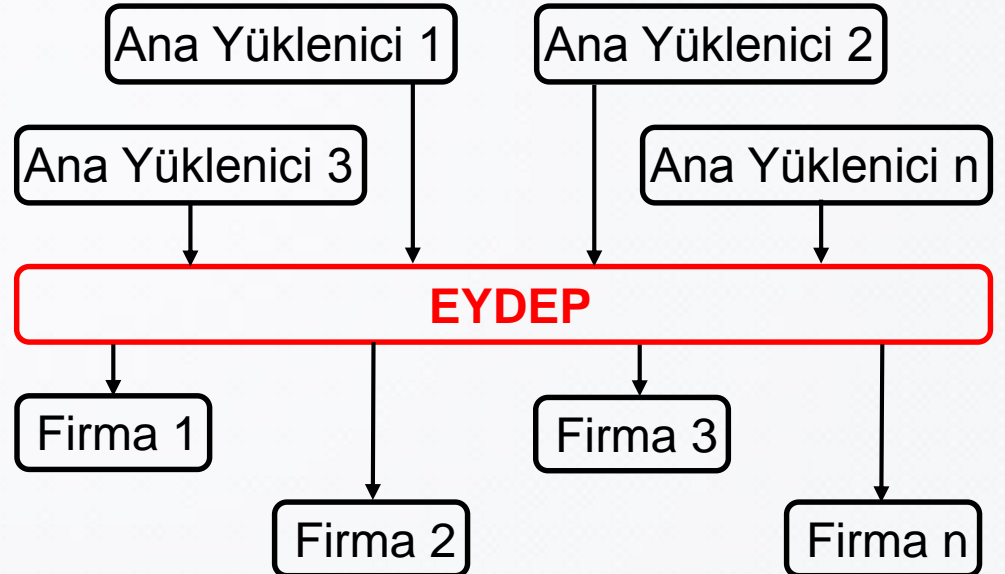 Ana Yüklenici 1
Ana Yüklenici 2
Ana Yüklenici 3
Ana Yüklenici n
EYDEP
Firma 1
Firma 3
Firma 2
Firma n